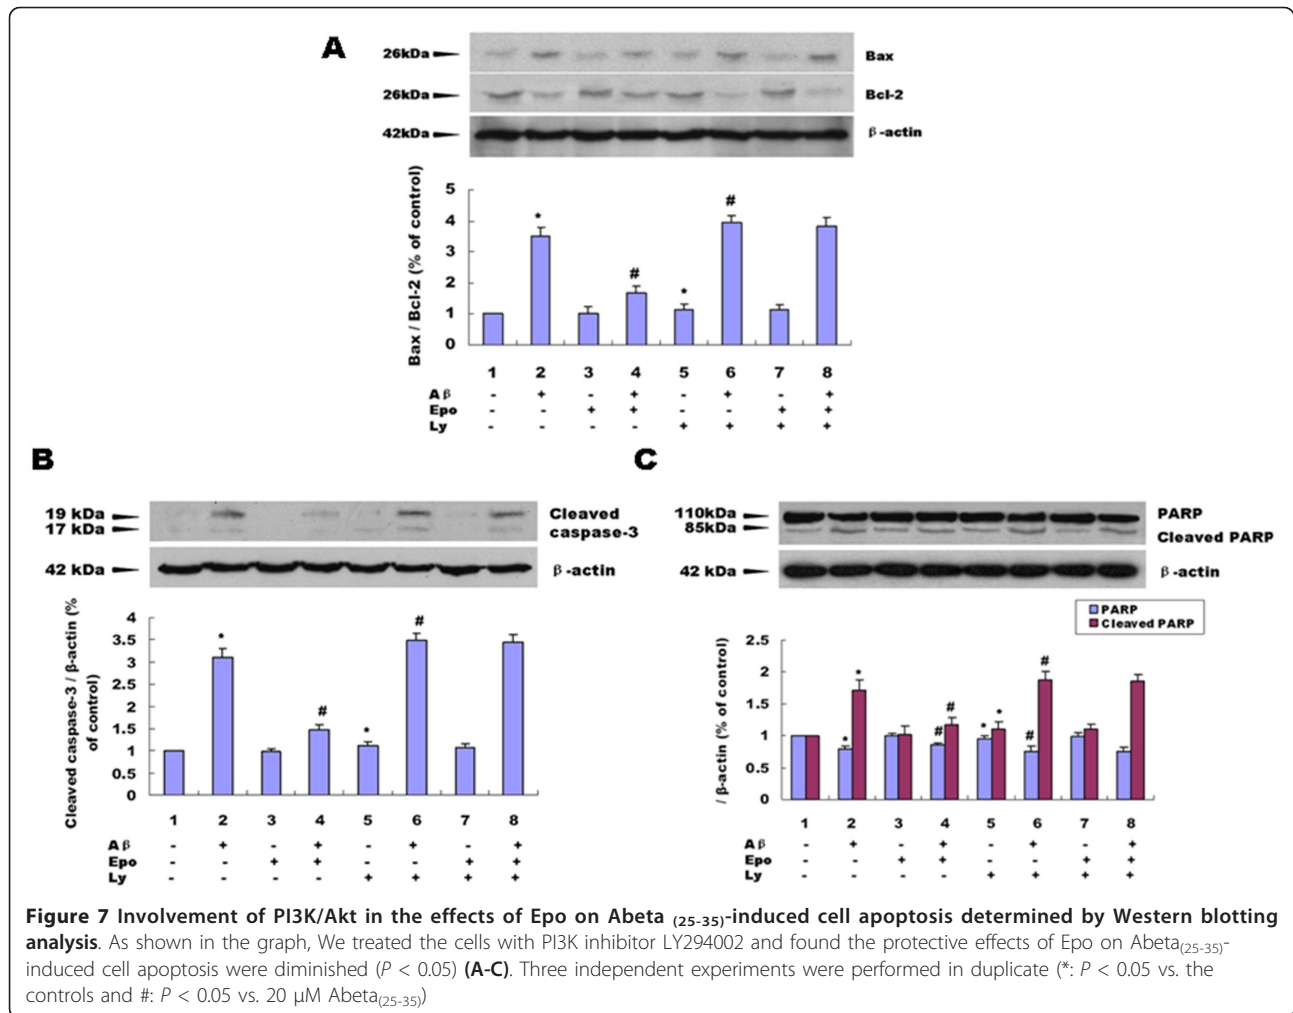 A
26kDa
Bax
26kDa
Bcl-2
42kDa
β-actin
Bax / Bcl-2 (% of control)
5
4
3
2
1
0
*
#
*
#
1 2 3 4 5 6 7 8
Aβ - + - + - + - +
Epo - - + + - - + +
Ly - - - - + + + +
B
19 kDa
17 kDa
Cleaved
caspase-3
42 kDa
β-actin
Cleaved caspase-3 / β-actin (%
of control)
4
3.5
3
2.5
2
1.5
1
0.5
0
*
#
*
#
1 2 3 4 5 6 7 8
Aβ - + - + - + - +
Epo - - + + - - + +
Ly - - - - + + + +
C
110kDa
PARP
85kDa
Cleaved PARP
42 kDa
β-actin
PARP
Cleaved PARP
/ β-actin (% of control)
2.5
2
1.5
1
0.5
0
* *
# #
* *
# #
1 2 3 4 5 6 7 8
Aβ - + - + - + - +
Epo - - + + - - + +
Ly - - - - + + + +
Figure 7 Involvement of PI3K/Akt in the effects of Epo on Abeta (25-35)-induced cell apoptosis determined by Western blotting
analysis. As shown in the graph, We treated the cells with PI3K inhibitor LY294002 and found the protective effects of Epo on Abeta(25-35)-
induced cell apoptosis were diminished (P < 0.05) (A-C). Three independent experiments were performed in duplicate (*: P < 0.05 vs. the
controls and #: P < 0.05 vs. 20 μM Abeta(25-35))